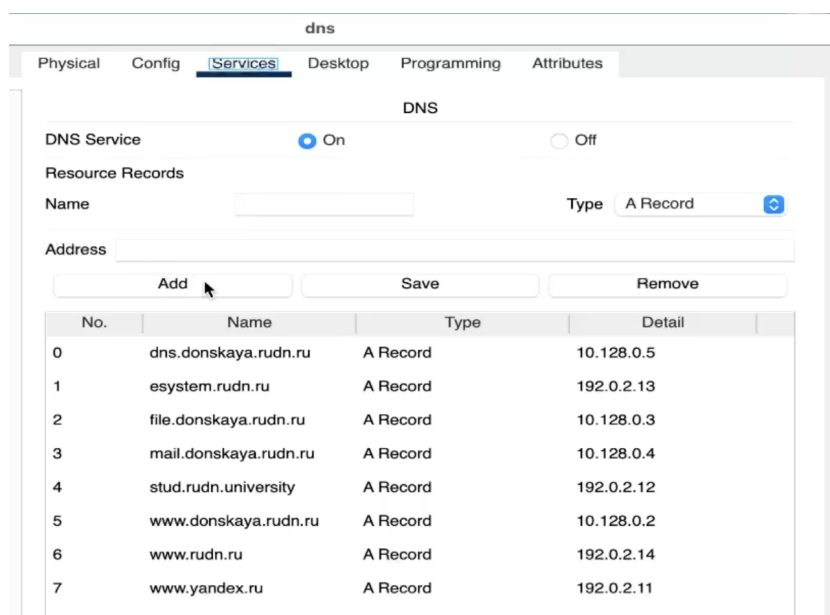 dns
Physical Config Services Desktop Programming Attributes
DNS
DNS Service On Off
Resource Records
Name Type A Record
Address
Add Save Remove
No. Name Type Detail
0 dns.donskaya.rudn.ru A Record 10.128.0.5
1 esystem.rudn.ru A Record 192.0.2.13
2 file.donskaya.rudn.ru A Record 10.128.0.3
3 mail.donskaya.rudn.ru A Record 10.128.0.4
4 stud.rudn.university A Record 192.0.2.12
5 www.donskaya.rudn.ru A Record 10.128.0.2
6 www.rudn.ru A Record 192.0.2.14
7 www.yandex.ru A Record 192.0.2.11